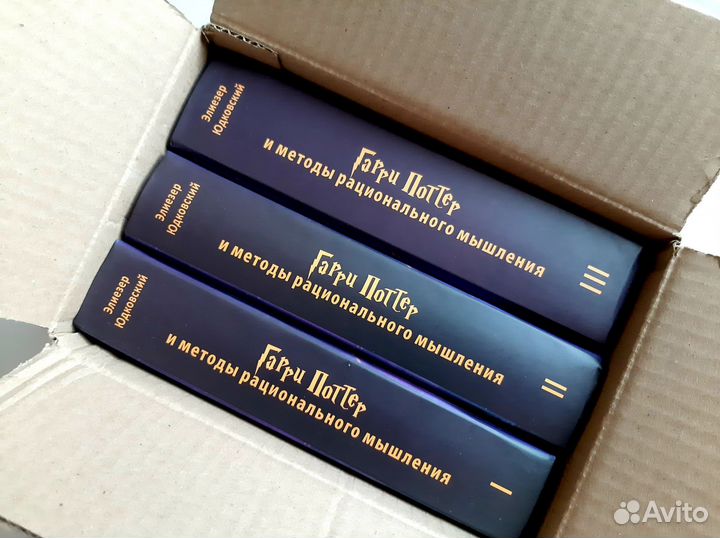 Элиезер
Юдковский
Гарри Поттер
и методы рационального мышления
III
Элиезер
Юдковский
Гарри Поттер
и методы рационального мышления
II
Элиезер
Юдковский
Гарри Поттер
и методы рационального мышления
I
Avito